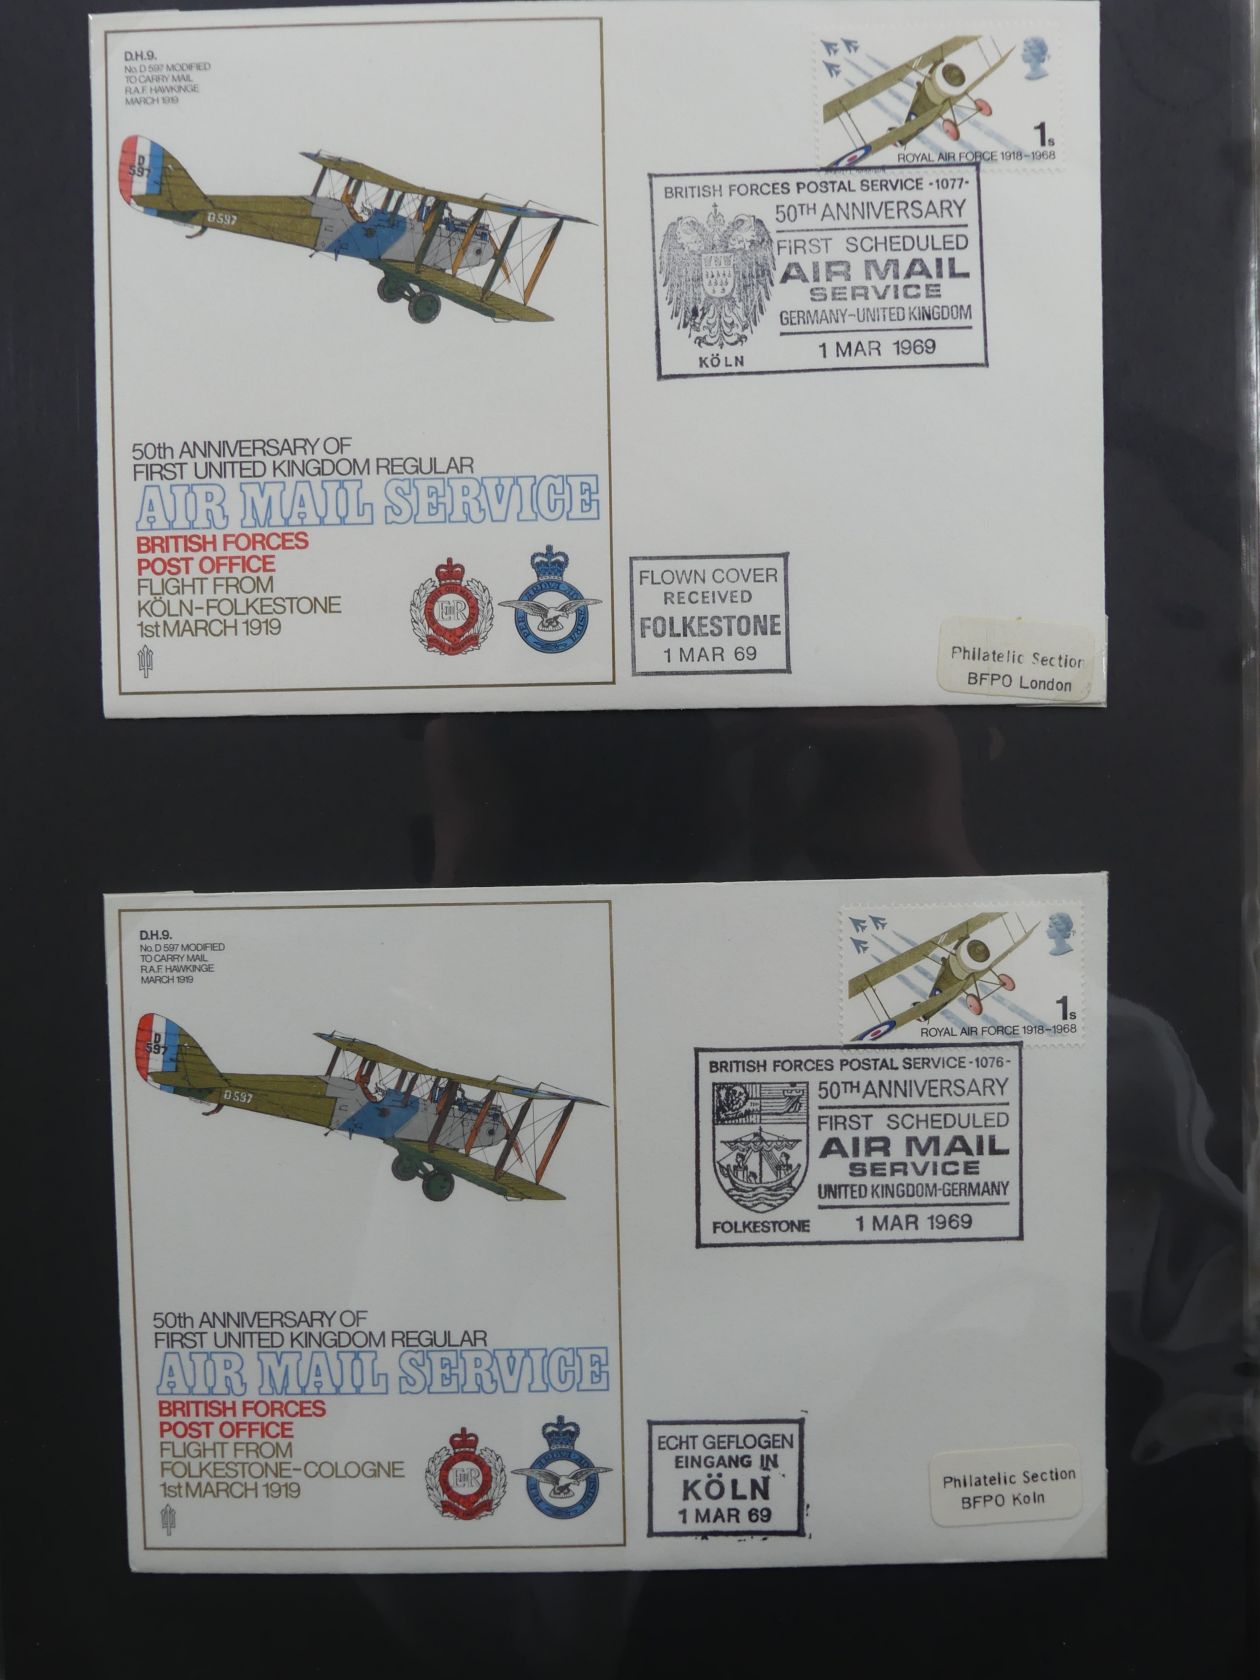 D.H.9.
No. D 597 MODIFIED
TO CARRY MAIL
R.A.F. HAWKINGE
MARCH 1919
D
597
D597
50th ANNIVERSARY OF
FIRST UNITED KINGDOM REGULAR
AIR MAIL SERVICE
BRITISH FORCES
POST OFFICE
FLIGHT FROM
KÖLN-FOLKESTONE
1st MARCH 1919
1s
ROYAL AIR FORCE 1918-1968
BRITISH FORCES POSTAL SERVICE -1077-
50TH ANNIVERSARY
FIRST SCHEDULED
AIR MAIL
SERVICE
GERMANY-UNITED KINGDOM
1 MAR 1969
KÖLN
FLOWN COVER
RECEIVED
FOLKESTONE
1 MAR 69
Philatelic Section
BFPO London
D.H.9.
No. D 597 MODIFIED
TO CARRY MAIL
R.A.F. HAWKINGE
MARCH 1919
D
597
D597
50th ANNIVERSARY OF
FIRST UNITED KINGDOM REGULAR
AIR MAIL SERVICE
BRITISH FORCES
POST OFFICE
FLIGHT FROM
FOLKESTONE-COLOGNE
1st MARCH 1919
1s
ROYAL AIR FORCE 1918-1968
BRITISH FORCES POSTAL SERVICE -1076-
50TH ANNIVERSARY
FIRST SCHEDULED
AIR MAIL
SERVICE
UNITED KINGDOM-GERMANY
1 MAR 1969
FOLKESTONE
ECHT GEFLOGEN
EINGANG IN
KÖLN
1 MAR 69
Philatelic Section
BFPO Koln